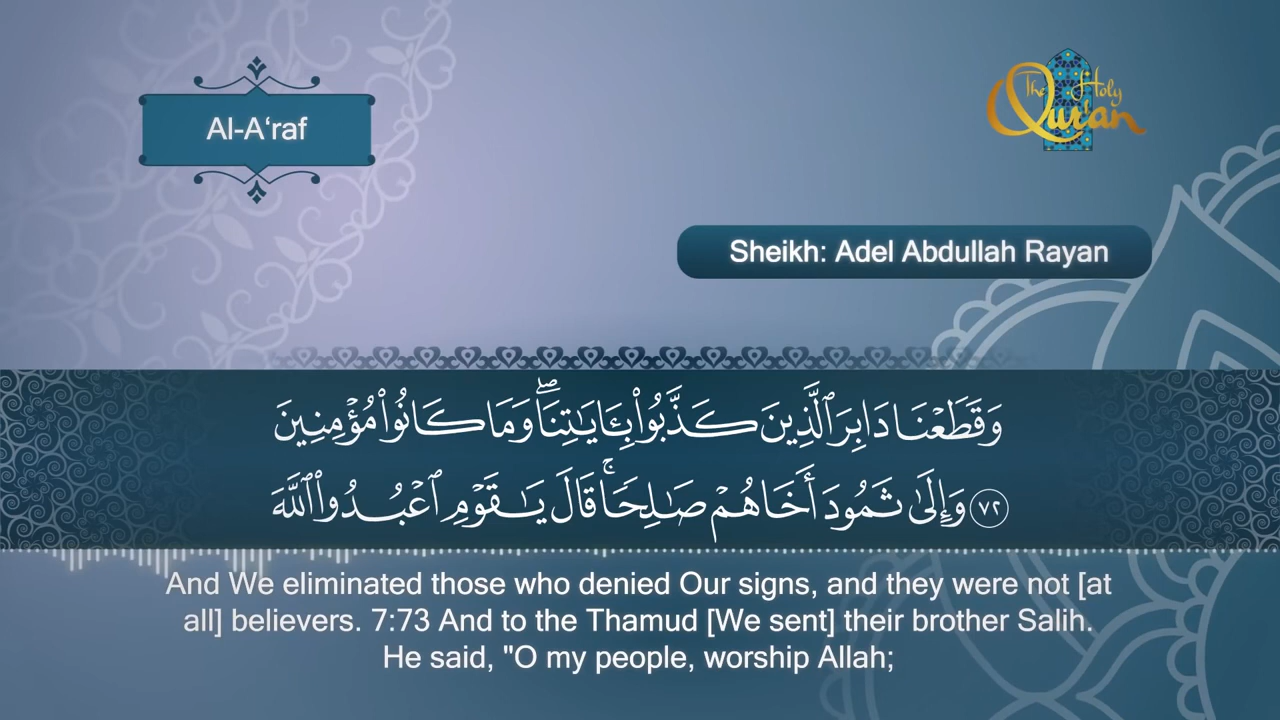 Al-A‘raf
The Holy
Qur'an
Sheikh: Adel Abdullah Rayan
وَقَطَعْنَا دَابِرَ ٱلَّذِينَ كَذَّبُوا۟ بِـَٔايَـٰتِنَا ۖ وَمَا كَانُوا۟ مُؤْمِنِينَ
﴿٧٢﴾ وَإِلَىٰ ثَمُودَ أَخَاهُمْ صَـٰلِحًا ۗ قَالَ يَـٰقَوْمِ ٱعْبُدُوا۟ ٱللَّهَ
And We eliminated those who denied Our signs, and they were not [at
all] believers. 7:73 And to the Thamud [We sent] their brother Salih.
He said, "O my people, worship Allah;